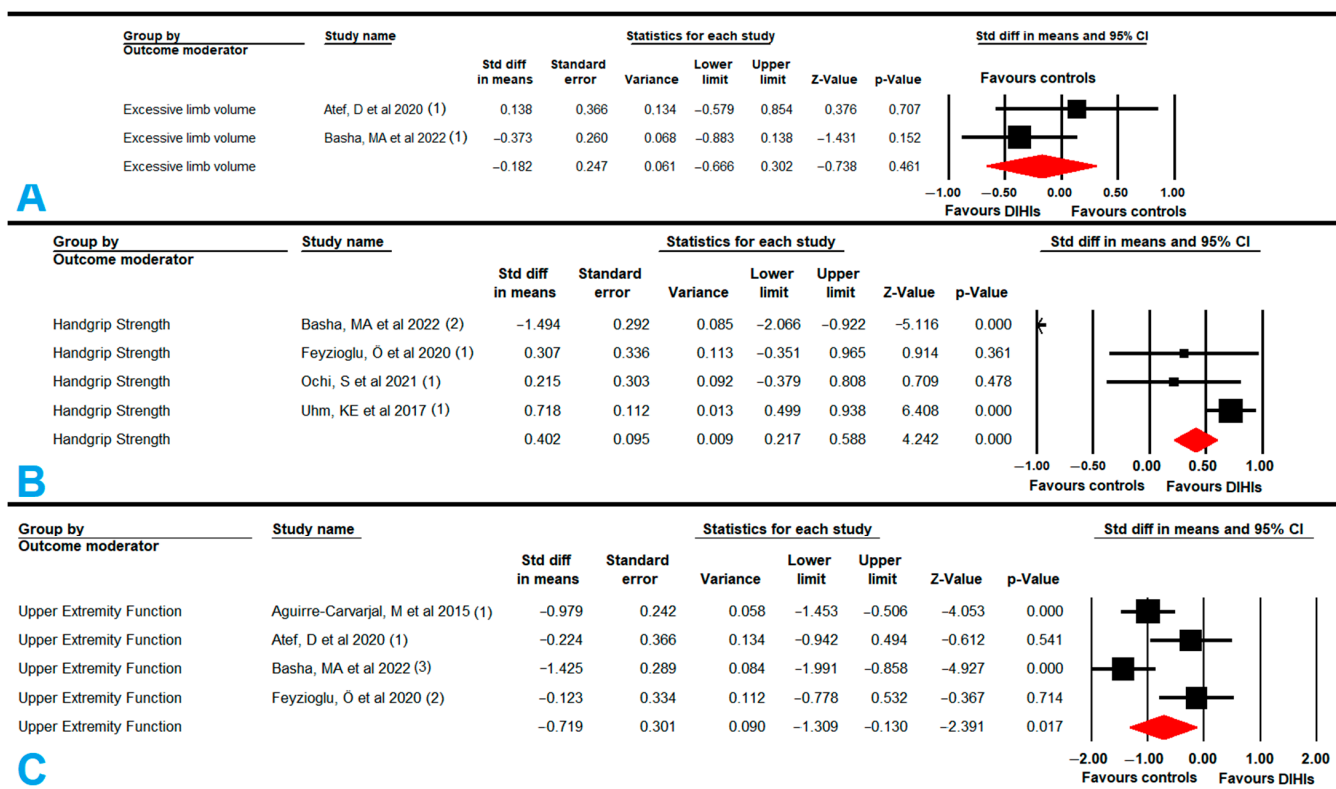 Group by Study name Statistics for each study Std diff in means and 95% CI
Outcome moderator
Std diff Standard Lower Upper
in means error Variance limit limit Z-Value p-Value Favours controls
Excessive limb volume Atef, D et al 2020 (1) 0.138 0.366 0.134 −0.579 0.854 0.376 0.707
Excessive limb volume Basha, MA et al 2022 (1) −0.373 0.260 0.068 −0.883 0.138 −1.431 0.152
Excessive limb volume −0.182 0.247 0.061 −0.666 0.302 −0.738 0.461
−1.00 −0.50 0.00 0.50 1.00
A Favours DIHIs Favours controls
Group by Study name Statistics for each study Std diff in means and 95% CI
Outcome moderator
Std diff Standard Lower Upper
in means error Variance limit limit Z-Value p-Value
Handgrip Strength Basha, MA et al 2022 (2) −1.494 0.292 0.085 −2.066 −0.922 −5.116 0.000
Handgrip Strength Feyzioglu, Ö et al 2020 (1) 0.307 0.336 0.113 −0.351 0.965 0.914 0.361
Handgrip Strength Ochi, S et al 2021 (1) 0.215 0.303 0.092 −0.379 0.808 0.709 0.478
Handgrip Strength Uhm, KE et al 2017 (1) 0.718 0.112 0.013 0.499 0.938 6.408 0.000
Handgrip Strength 0.402 0.095 0.009 0.217 0.588 4.242 0.000
−1.00 −0.50 0.00 0.50 1.00
B Favours controls Favours DIHIs
Group by Study name Statistics for each study Std diff in means and 95% CI
Outcome moderator
Std diff Standard Lower Upper
in means error Variance limit limit Z-Value p-Value
Upper Extremity Function Aguirre-Carvarjal, M et al 2015 (1) −0.979 0.242 0.058 −1.453 −0.506 −4.053 0.000
Upper Extremity Function Atef, D et al 2020 (1) −0.224 0.366 0.134 −0.942 0.494 −0.612 0.541
Upper Extremity Function Basha, MA et al 2022 (3) −1.425 0.289 0.084 −1.991 −0.858 −4.927 0.000
Upper Extremity Function Feyzioglu, Ö et al 2020 (2) −0.123 0.334 0.112 −0.778 0.532 −0.367 0.714
Upper Extremity Function −0.719 0.301 0.090 −1.309 −0.130 −2.391 0.017
−2.00 −1.00 0.00 1.00 2.00
C Favours controls Favours DIHIs